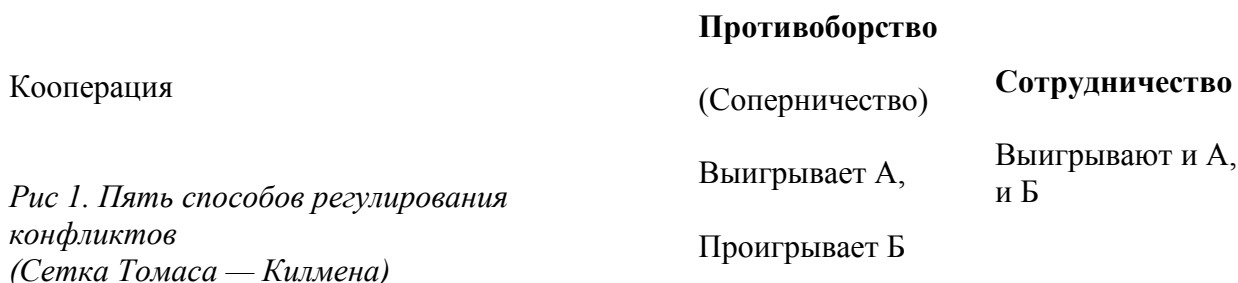 Кооперация
Рис 1. Пять способов регулирования
конфликтов
(Сетка Томаса — Килмена)
Противоборство
(Соперничество)
Выигрывает А,
Проигрывает Б
Сотрудничество
Выигрывают и А,
и Б